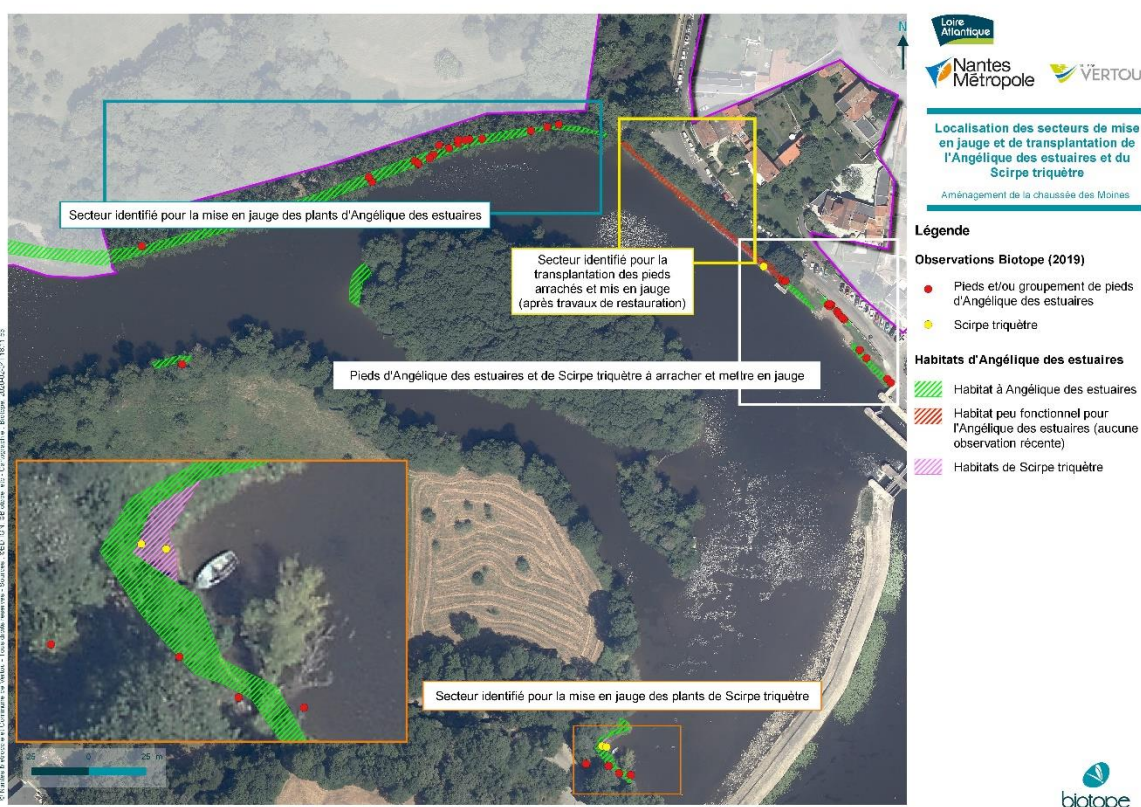 Loire
Atlantique
Nantes
Métropole
VERTOU
N
Localisation des secteurs de mise
en jauge et de transplantation de
l'Angélique des estuaires et du
Scirpe triquètre
Aménagement de la chaussée des Moines
Légende
Observations Biotope (2019)
Pieds et/ou groupement de pieds
d'Angélique des estuaires
Scirpe triquètre
Habitats d'Angélique des estuaires
Habitat à Angélique des estuaires
Habitat peu fonctionnel pour
l'Angélique des estuaires (aucune
observation récente)
Habitats de Scirpe triquètre
Secteur identifié pour la mise en jauge des plants d'Angélique des estuaires
Secteur identifié pour la
transplantation des pieds
arrachés et mis en jauge
(après travaux de restauration)
Pieds d'Angélique des estuaires et de Scirpe triquètre à arracher et mettre en jauge
Secteur identifié pour la mise en jauge des plants de Scirpe triquètre
25 0 25 m
biotope